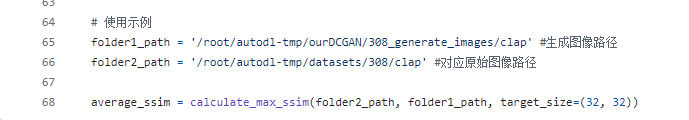 63
64 # 使用示例
65 folder1_path = '/root/autodl-tmp/ourDCGAN/308_generate_images/clap' #生成图像路径
66 folder2_path = '/root/autodl-tmp/datasets/308/clap' #对应原始图像路径
67
68 average_ssim = calculate_max_ssim(folder2_path, folder1_path, target_size=(32, 32))